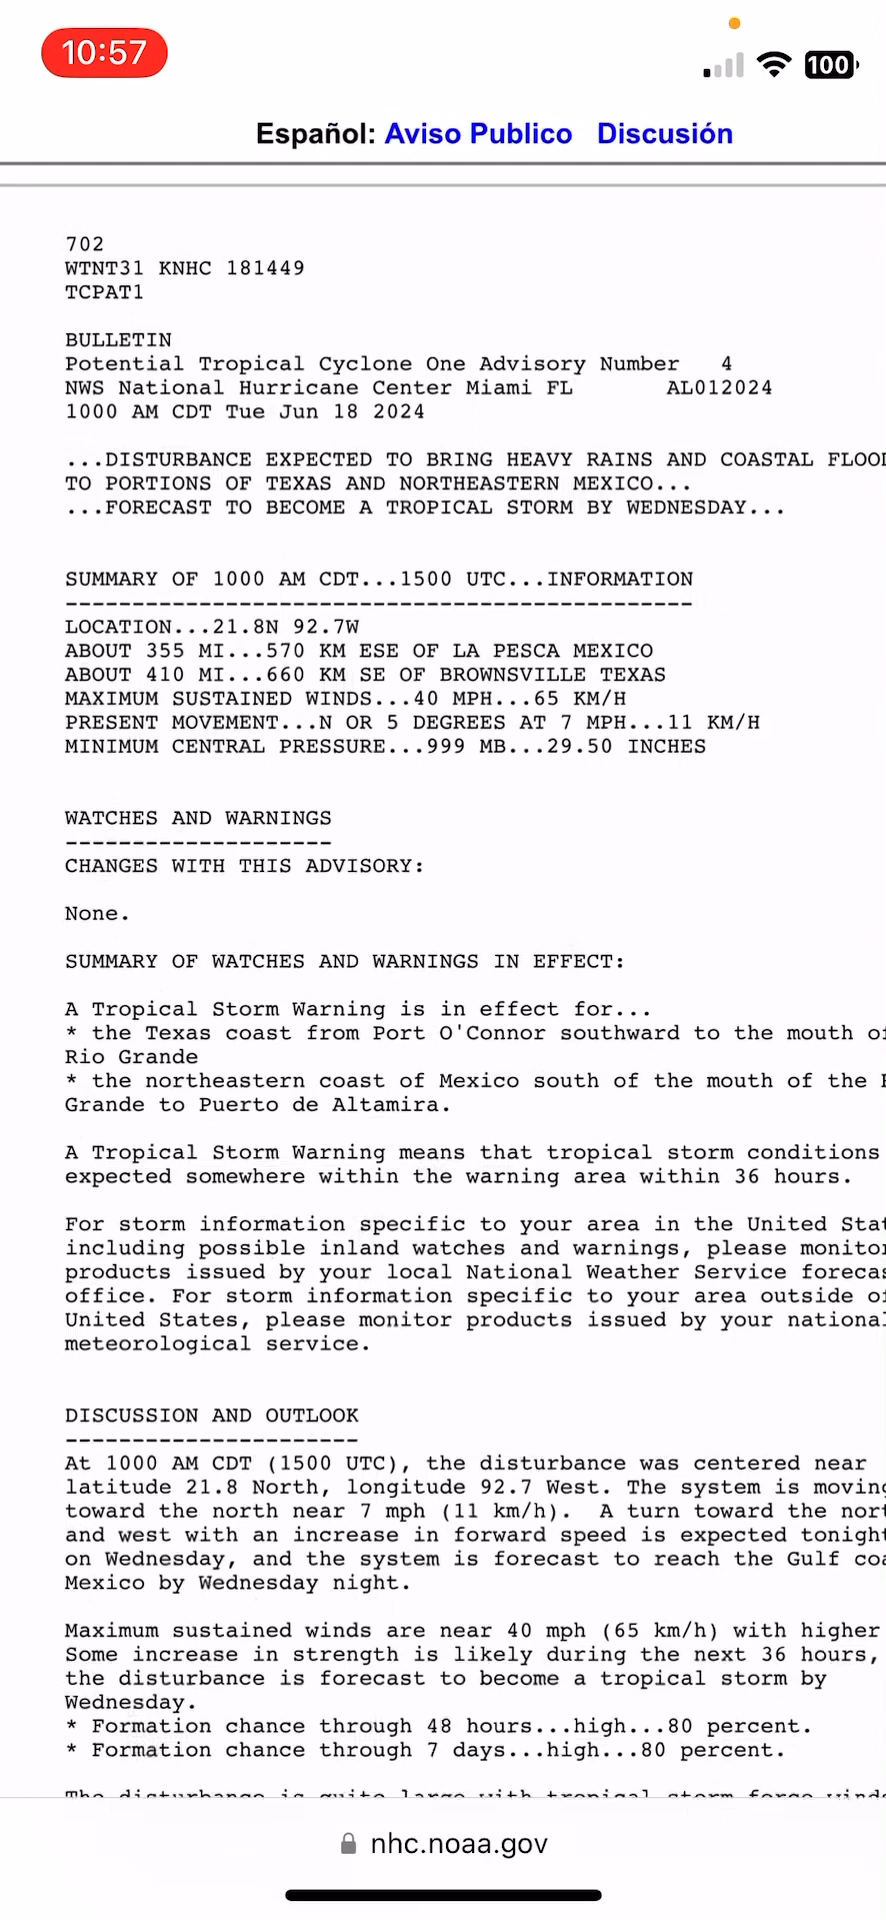 10:57
100
Español: Aviso Publico Discusión
702
WTNT31 KNHC 181449
TCPAT1
BULLETIN
Potential Tropical Cyclone One Advisory Number 4
NWS National Hurricane Center Miami FL AL012024
1000 AM CDT Tue Jun 18 2024
...DISTURBANCE EXPECTED TO BRING HEAVY RAINS AND COASTAL
TO PORTIONS OF TEXAS AND NORTHEASTERN MEXICO...
...FORECAST TO BECOME A TROPICAL STORM BY WEDNESDAY...
SUMMARY OF 1000 AM CDT...1500 UTC...INFORMATION
-----------------------------------------------
LOCATION...21.8N 92.7W
ABOUT 355 MI...570 KM ESE OF LA PESCA MEXICO
ABOUT 410 MI...660 KM SE OF BROWNSVILLE TEXAS
MAXIMUM SUSTAINED WINDS...40 MPH...65 KM/H
PRESENT MOVEMENT...N OR 5 DEGREES AT 7 MPH...11 KM/H
MINIMUM CENTRAL PRESSURE...999 MB...29.50 INCHES
WATCHES AND WARNINGS
--------------------
CHANGES WITH THIS ADVISORY:
None.
SUMMARY OF WATCHES AND WARNINGS IN EFFECT:
A Tropical Storm Warning is in effect for...
* the Texas coast from Port O'Connor southward to the mouth
Rio Grande
* the northeastern coast of Mexico south of the mouth of the
Grande to Puerto de Altamira.
A Tropical Storm Warning means that tropical storm conditions
expected somewhere within the warning area within 36 hours.
For storm information specific to your area in the United
including possible inland watches and warnings, please
products issued by your local National Weather Service
office. For storm information specific to your area outside
United States, please monitor products issued by your national
meteorological service.
DISCUSSION AND OUTLOOK
----------------------
At 1000 AM CDT (1500 UTC), the disturbance was centered near
latitude 21.8 North, longitude 92.7 West. The system is
toward the north near 7 mph (11 km/h). A turn toward the
and west with an increase in forward speed is expected tonight
on Wednesday, and the system is forecast to reach the Gulf
Mexico by Wednesday night.
Maximum sustained winds are near 40 mph (65 km/h) with higher
Some increase in strength is likely during the next 36 hours,
the disturbance is forecast to become a tropical storm by
Wednesday.
* Formation chance through 48 hours...high...80 percent.
* Formation chance through 7 days...high...80 percent.
nhc.noaa.gov